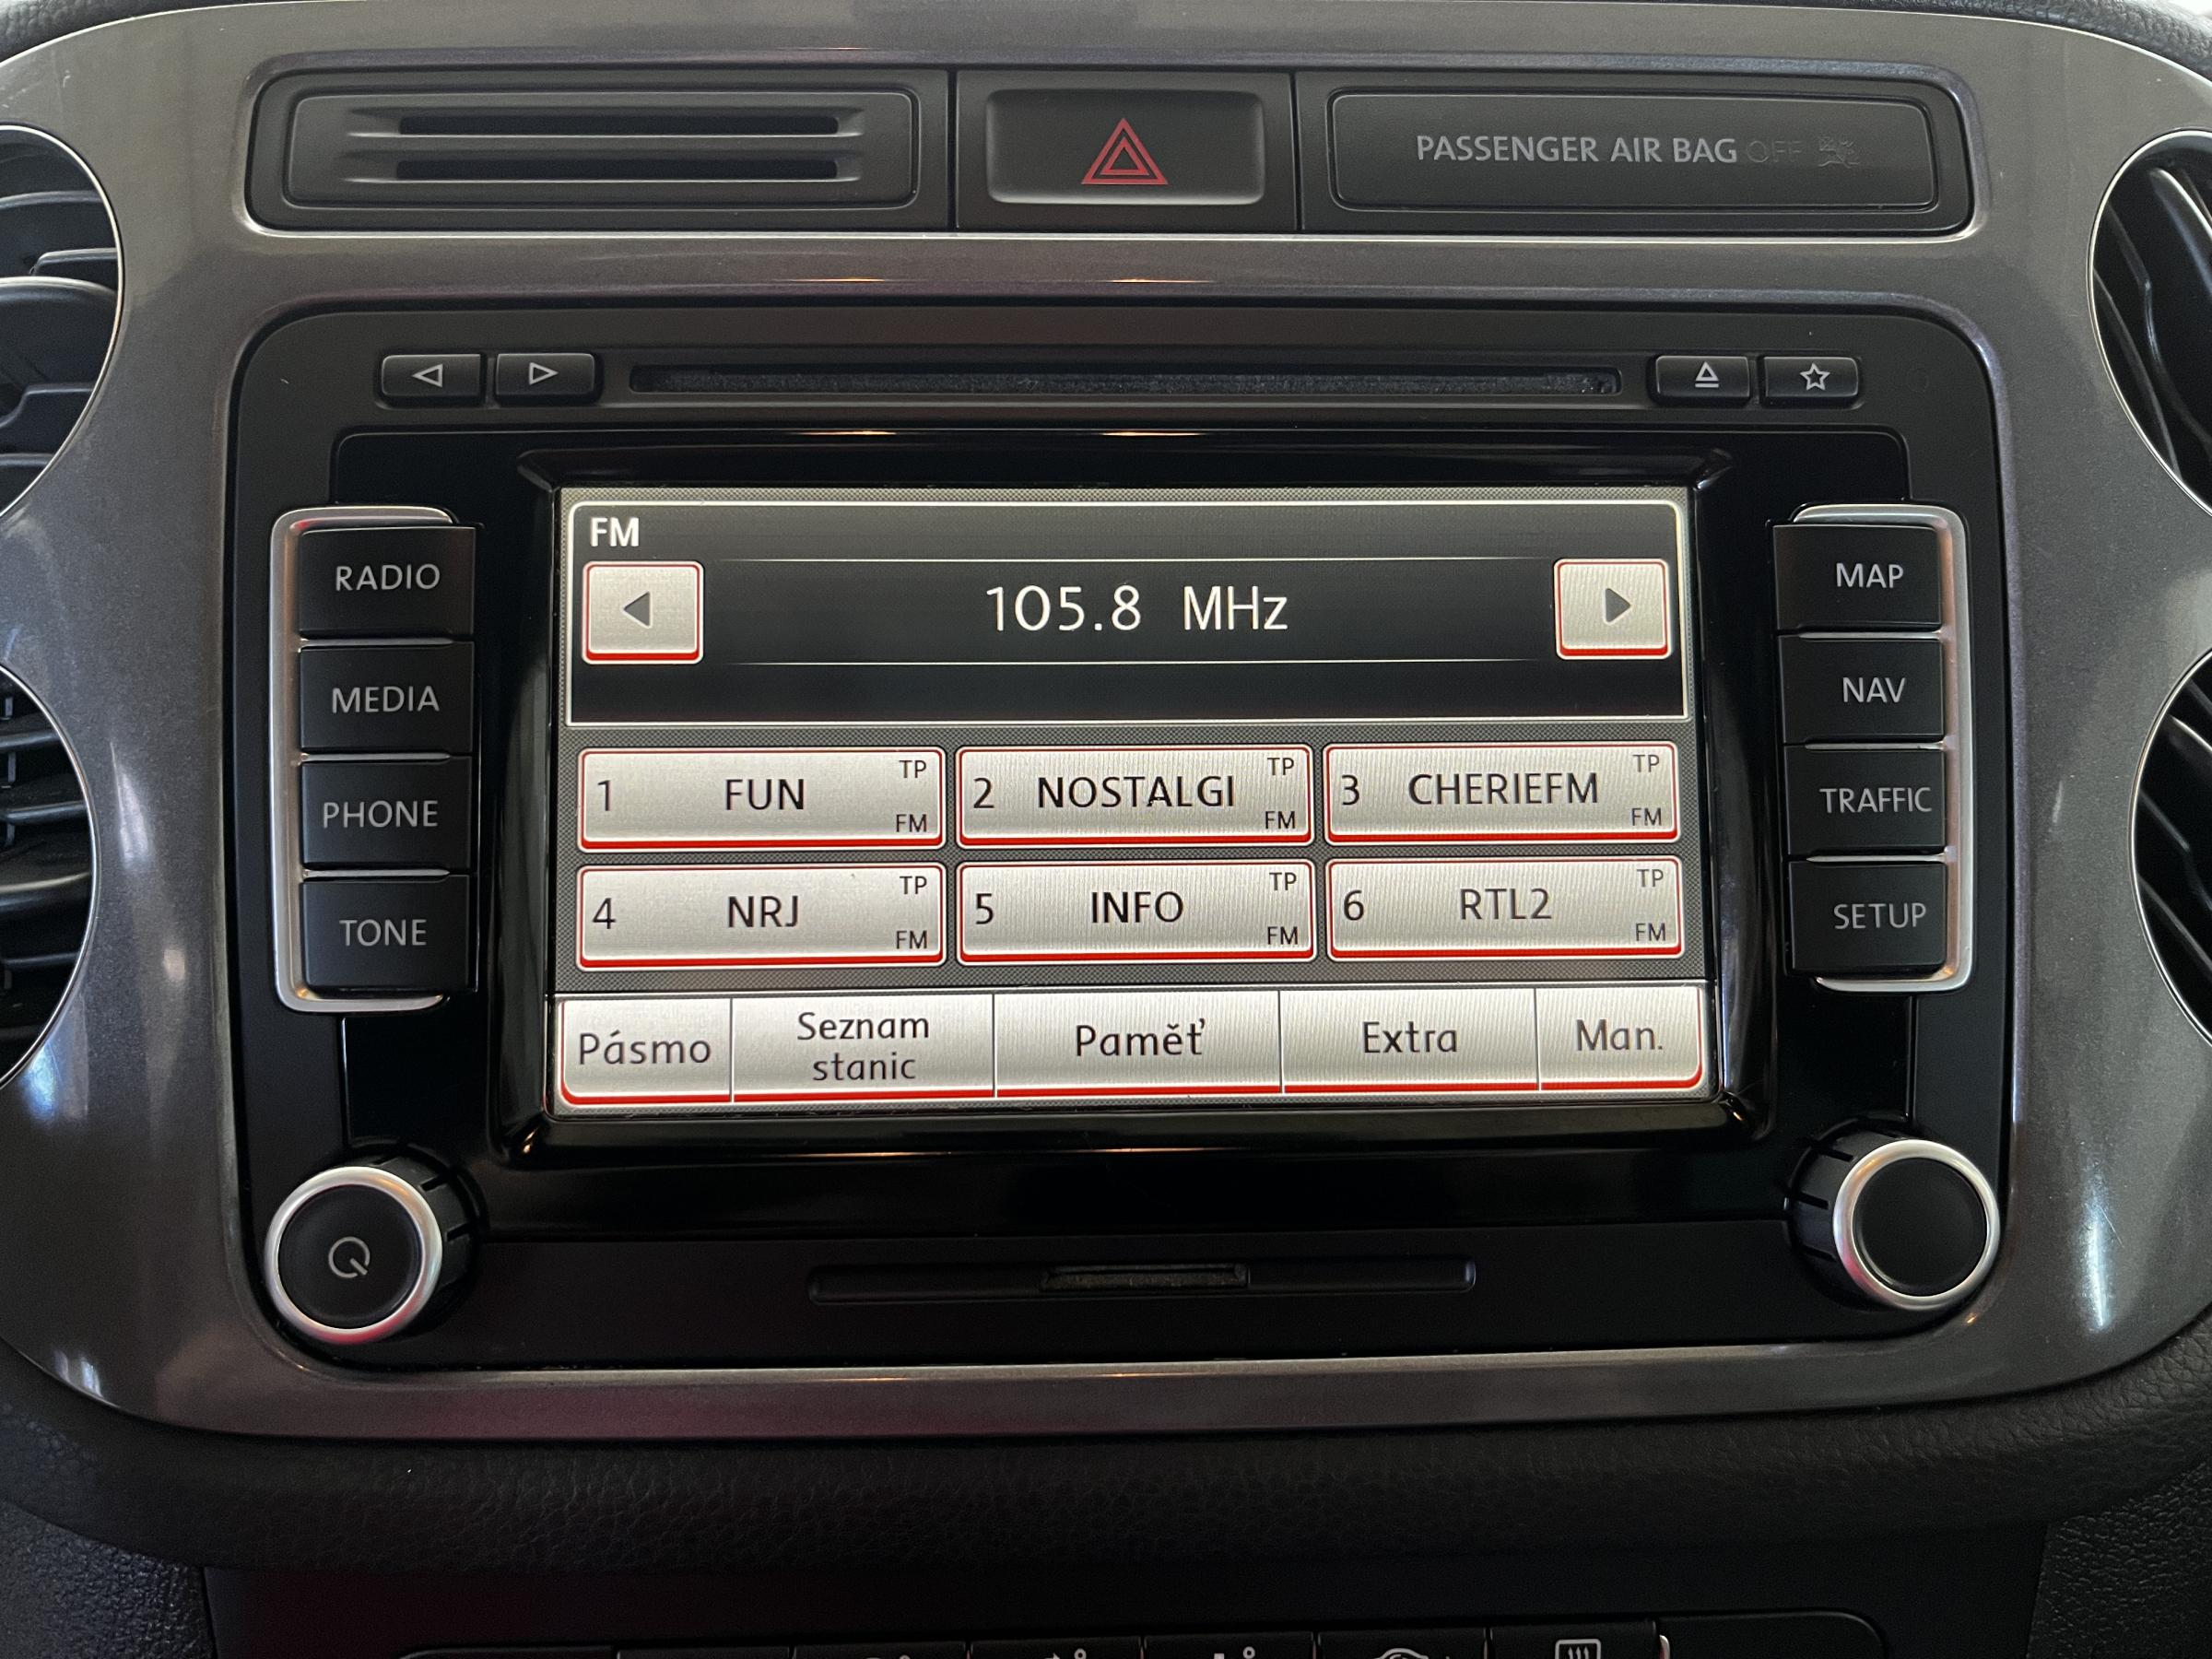 PASSENGER AIR BAG OFF
FM
105.8 MHz
RADIO
MEDIA
PHONE
TONE
1 FUN TP FM
2 NOSTALGI TP FM
3 CHERIEFM TP FM
4 NRJ TP FM
5 INFO TP FM
6 RTL2 TP FM
Pásmo
Seznam
stanic
Paměť
Extra
Man.
MAP
NAV
TRAFFIC
SETUP